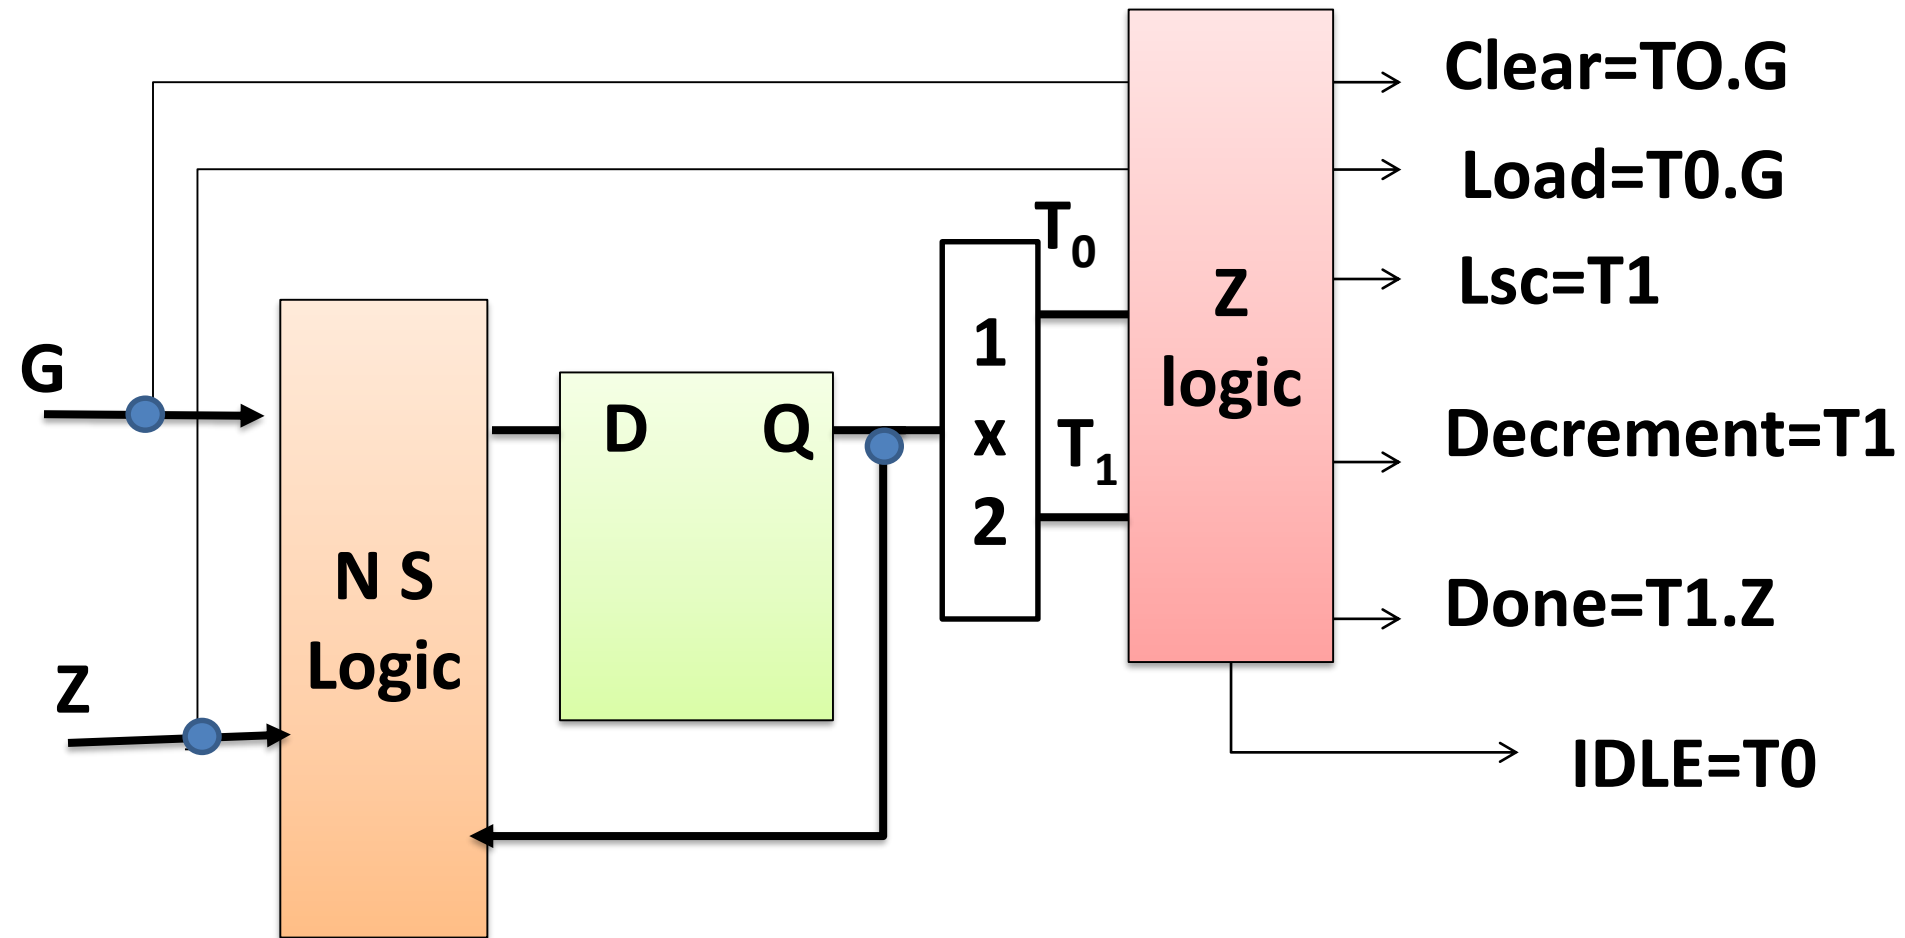 Clear=TO.G
Load=T0.G
T0
Z
logic
Lsc=T1
G
1
x
2
D
Q
T1
Decrement=T1
N S
Logic
Done=T1.Z
Z
IDLE=T0